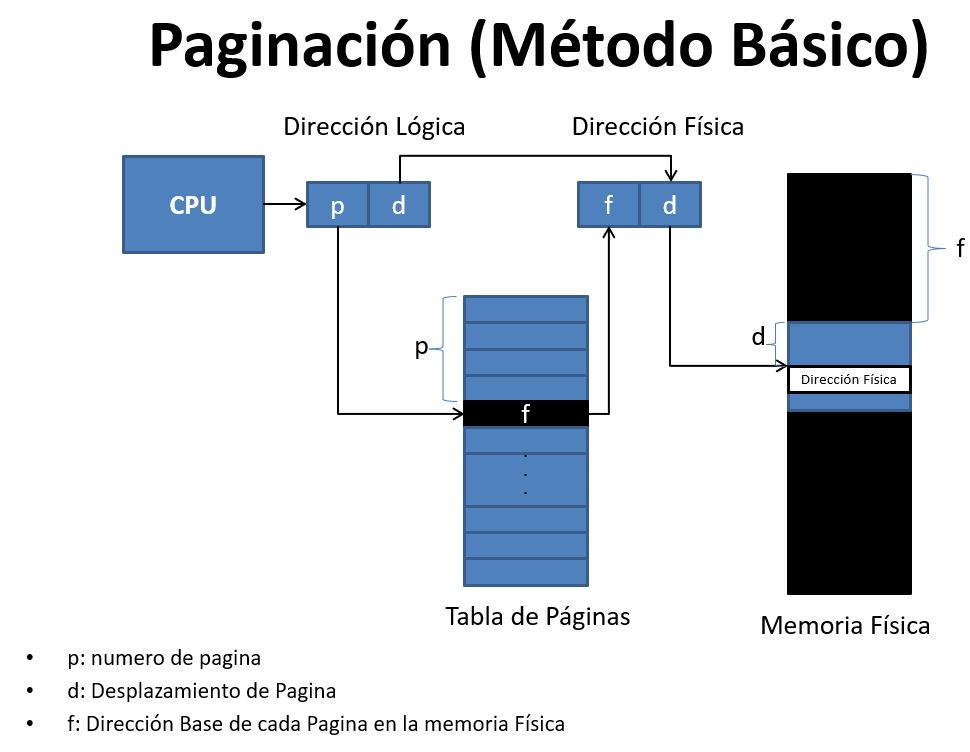 Paginación (Método Básico)
Dirección Lógica
Dirección Física
CPU
p
d
f
d
f
d
p
Dirección Física
f
.
.
.
Tabla de Páginas
Memoria Física
• p: numero de pagina
• d: Desplazamiento de Pagina
• f: Dirección Base de cada Pagina en la memoria Física